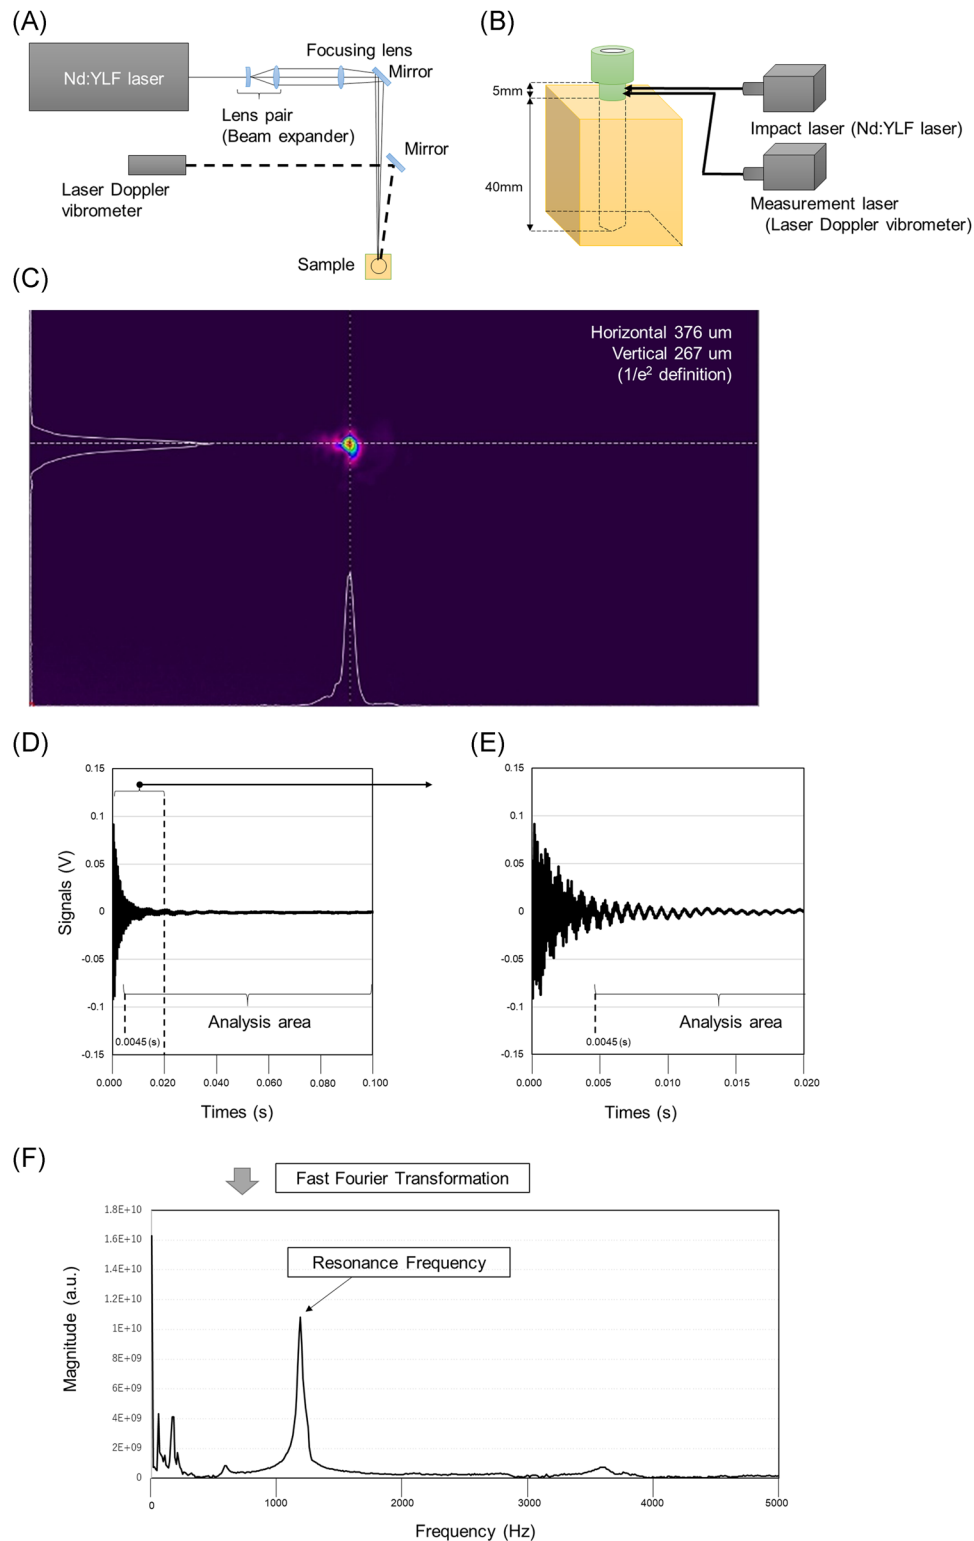 (A)
Nd:YLF laser
Focusing lens
Mirror
Lens pair
(Beam expander)
Mirror
Laser Doppler
vibrometer
Sample
(B)
5mm
40mm
Impact laser (Nd:YLF laser)
Measurement laser
(Laser Doppler vibrometer)
(C)
Horizontal 376 um
Vertical 267 um
(1/e² definition)
(D)
0.15
0.1
0.05
0
-0.05
-0.1
-0.15
Signals (V)
Analysis area
0.0045 (s)
0.000 0.020 0.040 0.060 0.080 0.100
Times (s)
(E)
0.15
0.1
0.05
0
-0.05
-0.1
-0.15
Analysis area
0.0045 (s)
0.000 0.005 0.010 0.015 0.020
Times (s)
(F)
Fast Fourier Transformation
1.8E+10
1.6E+10
1.4E+10
1.2E+10
1E+10
8E+09
6E+09
4E+09
2E+09
0
Magnitude (a.u.)
Resonance Frequency
0 1000 2000 3000 4000 5000
Frequency (Hz)